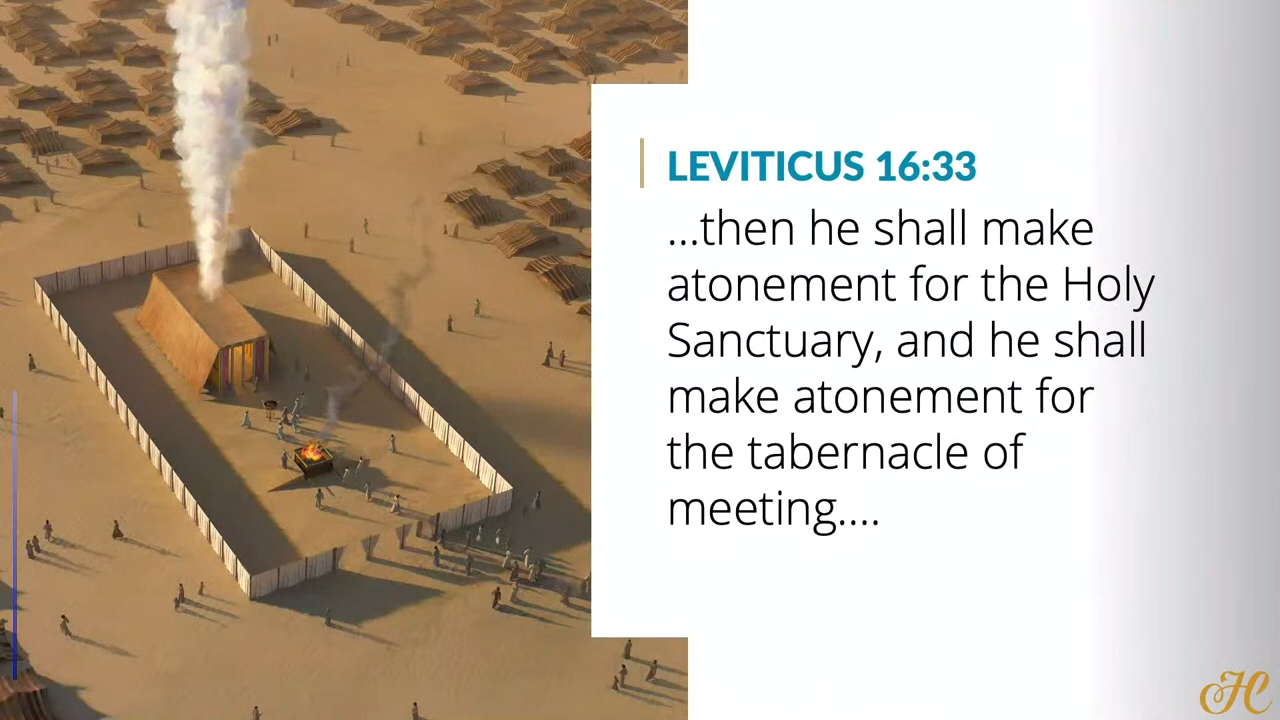 LEVITICUS 16:33
...then he shall make
atonement for the Holy
Sanctuary, and he shall
make atonement for
the tabernacle of
meeting....